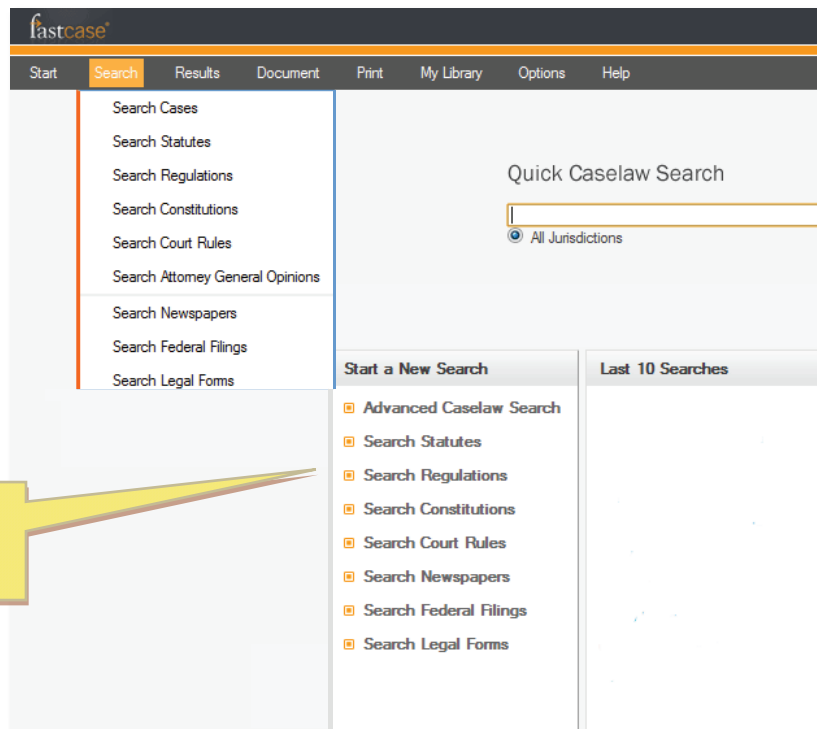 fastcase
Start Search Results Document Print My Library Options Help
Search Cases
Search Statutes
Search Regulations
Search Constitutions
Search Court Rules
Search Attorney General Opinions
Search Newspapers
Search Federal Filings
Search Legal Forms
Quick Caselaw Search
All Jurisdictions
Start a New Search
Advanced Caselaw Search
Search Statutes
Search Regulations
Search Constitutions
Search Court Rules
Search Newspapers
Search Federal Filings
Search Legal Forms
Last 10 Searches